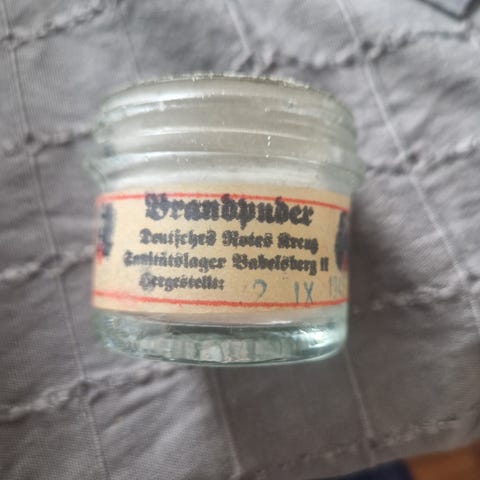 Brandpuder
Deutsches Rotes Kreuz
Sanitätslager Babelsberg II
Hergestellt: 2 IX